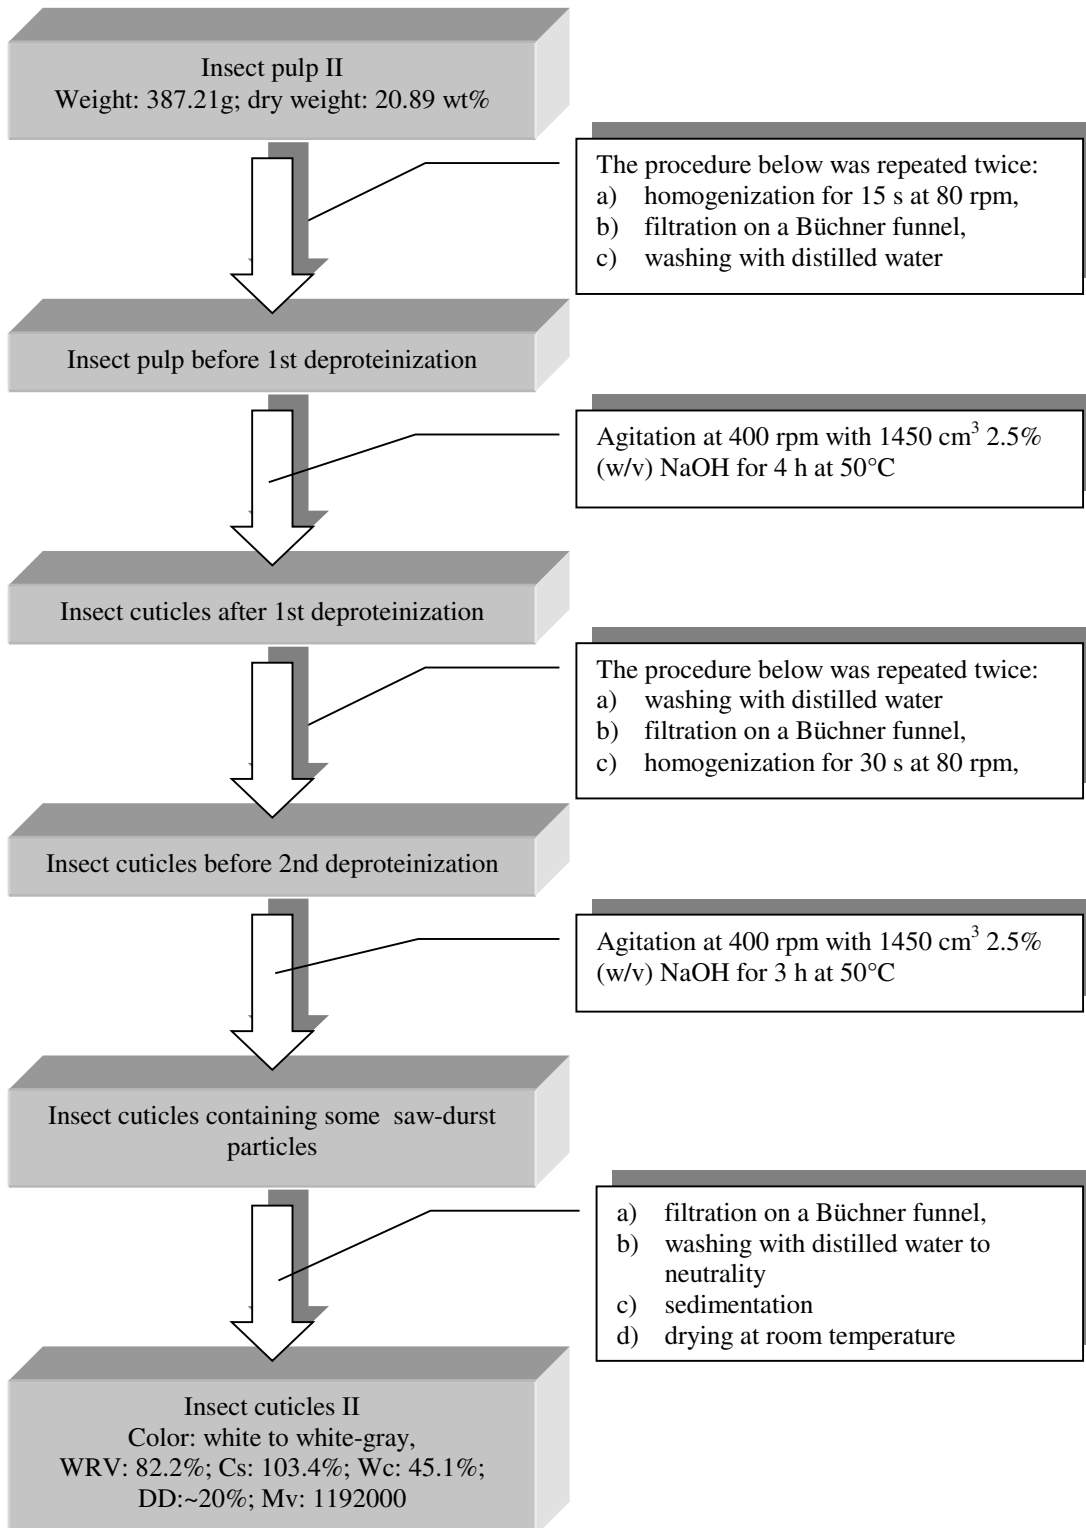 Insect pulp II
Weight: 387.21g; dry weight: 20.89 wt%
The procedure below was repeated twice:
a) homogenization for 15 s at 80 rpm,
b) filtration on a Büchner funnel,
c) washing with distilled water
Insect pulp before 1st deproteinization
Agitation at 400 rpm with 1450 cm³ 2.5%
(w/v) NaOH for 4 h at 50°C
Insect cuticles after 1st deproteinization
The procedure below was repeated twice:
a) washing with distilled water
b) filtration on a Büchner funnel,
c) homogenization for 30 s at 80 rpm,
Insect cuticles before 2nd deproteinization
Agitation at 400 rpm with 1450 cm³ 2.5%
(w/v) NaOH for 3 h at 50°C
Insect cuticles containing some saw-durst
particles
a) filtration on a Büchner funnel,
b) washing with distilled water to
neutrality
c) sedimentation
d) drying at room temperature
Insect cuticles II
Color: white to white-gray,
WRV: 82.2%; Cs: 103.4%; Wc: 45.1%;
DD:~20%; Mv: 1192000